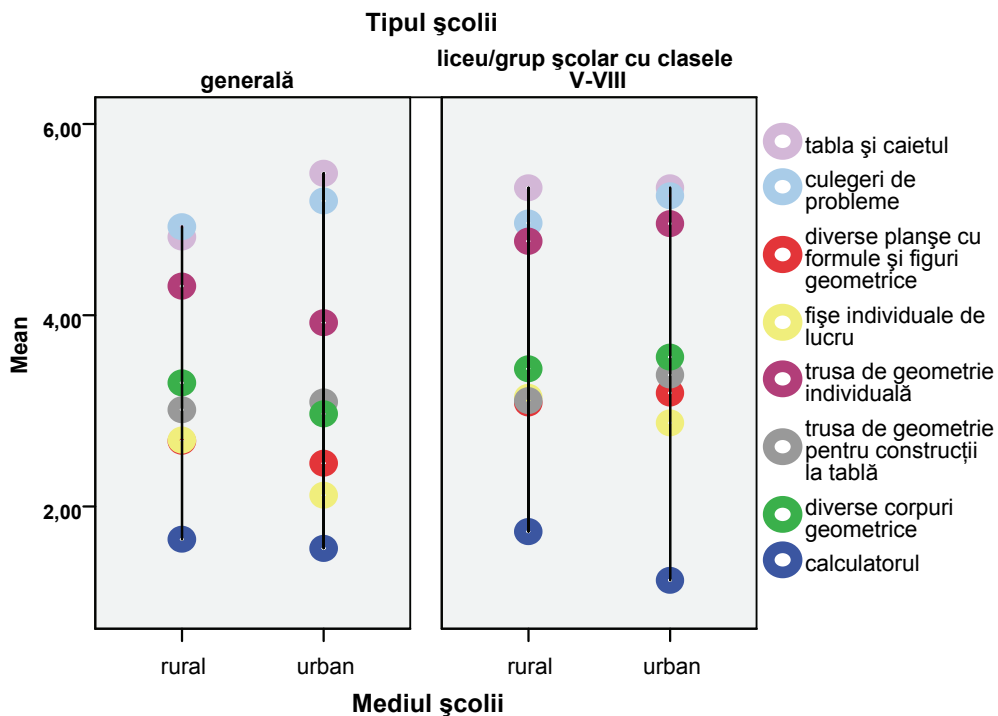 Tipul şcolii
generală
liceu/grup şcolar cu clasele
V-VIII
6,00
4,00
2,00
Mean
rural
urban
rural
urban
Mediul şcolii
tabla şi caietul
culegeri de
probleme
diverse planşe cu
formule şi figuri
geometrice
fişe individuale de
lucru
trusa de geometrie
individuală
trusa de geometrie
pentru construcţii
la tablă
diverse corpuri
geometrice
calculatorul